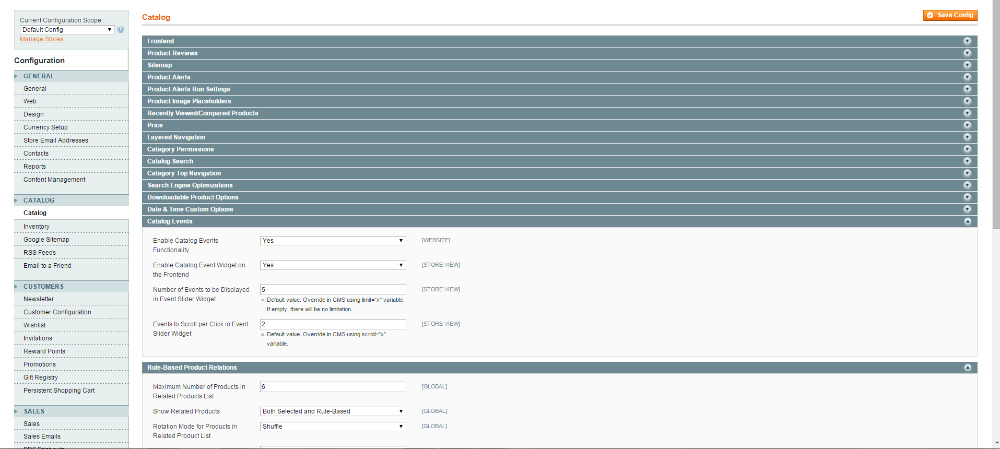 Current Configuration Scope
Default Config
Manage Stores
Configuration
GENERAL
General
Web
Design
Currency Setup
Store Email Addresses
Contacts
Reports
Content Management
CATALOG
Catalog
Inventory
Google Sitemap
RSS Feeds
Email to a Friend
CUSTOMERS
Newsletter
Customer Configuration
Wishlist
Invitations
Reward Points
Promotions
Gift Registry
Persistent Shopping Cart
SALES
Sales
Sales Emails
Catalog
Save Config
Frontend
Product Reviews
Sitemap
Product Alerts
Product Alerts Run Settings
Product Image Placeholders
Recently Viewed/Compared Products
Price
Layered Navigation
Category Permissions
Catalog Search
Category Top Navigation
Search Engine Optimizations
Downloadable Product Options
Date & Time Custom Options
Catalog Events
Enable Catalog Events Yes [WEBSITE]
Functionality
Enable Catalog Event Widget on Yes [STORE VIEW]
the Frontend
Number of Events to be Displayed 5 [STORE VIEW]
in Event Slider Widget
Default value. Override in CMS using limit="x" variable.
If empty, there will be no limitation
Events to Scroll per Click in Event 2 [STORE VIEW]
Slider Widget
Default value. Override in CMS using scroll="x"
variable.
Rule-Based Product Relations
Maximum Number of Products in 6 [GLOBAL]
Related Products List
Show Related Products Both Selected and Rule-Based [GLOBAL]
Rotation Mode for Products in Shuffle [GLOBAL]
Related Product List